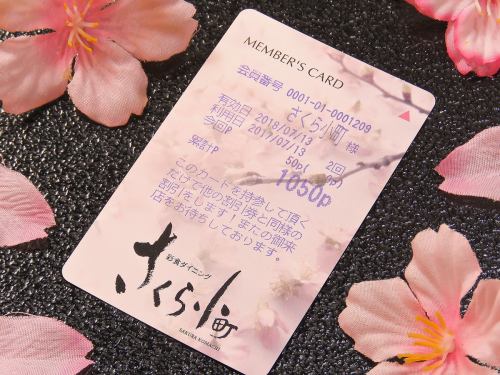 MEMBER'S CARD
会員番号 0001-01-0001209
さくら小町 様
有効日 2018/07/13
利用日 2017/07/13 2回
今回P 50p( p)
累計P 1050p
このカードを持参して頂く
だけで他の割引券と同様の
割引をします！またの御来
店をお待ちしております。
彩食ダイニング
さくら小町
SAKURA KOMACHI